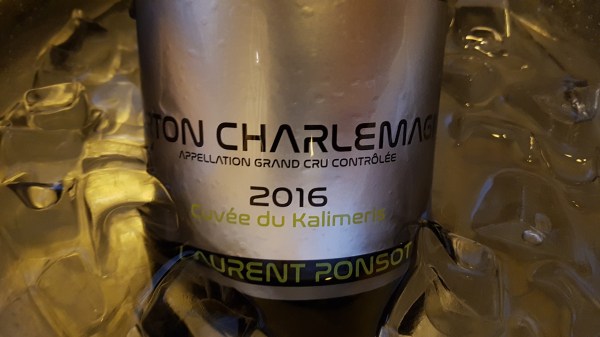 TON CHARLEMAG
APPELLATION GRAND CRU CONTRÔLÉE
2016
Cuvée du Kalimeris
LAURENT PONSOT